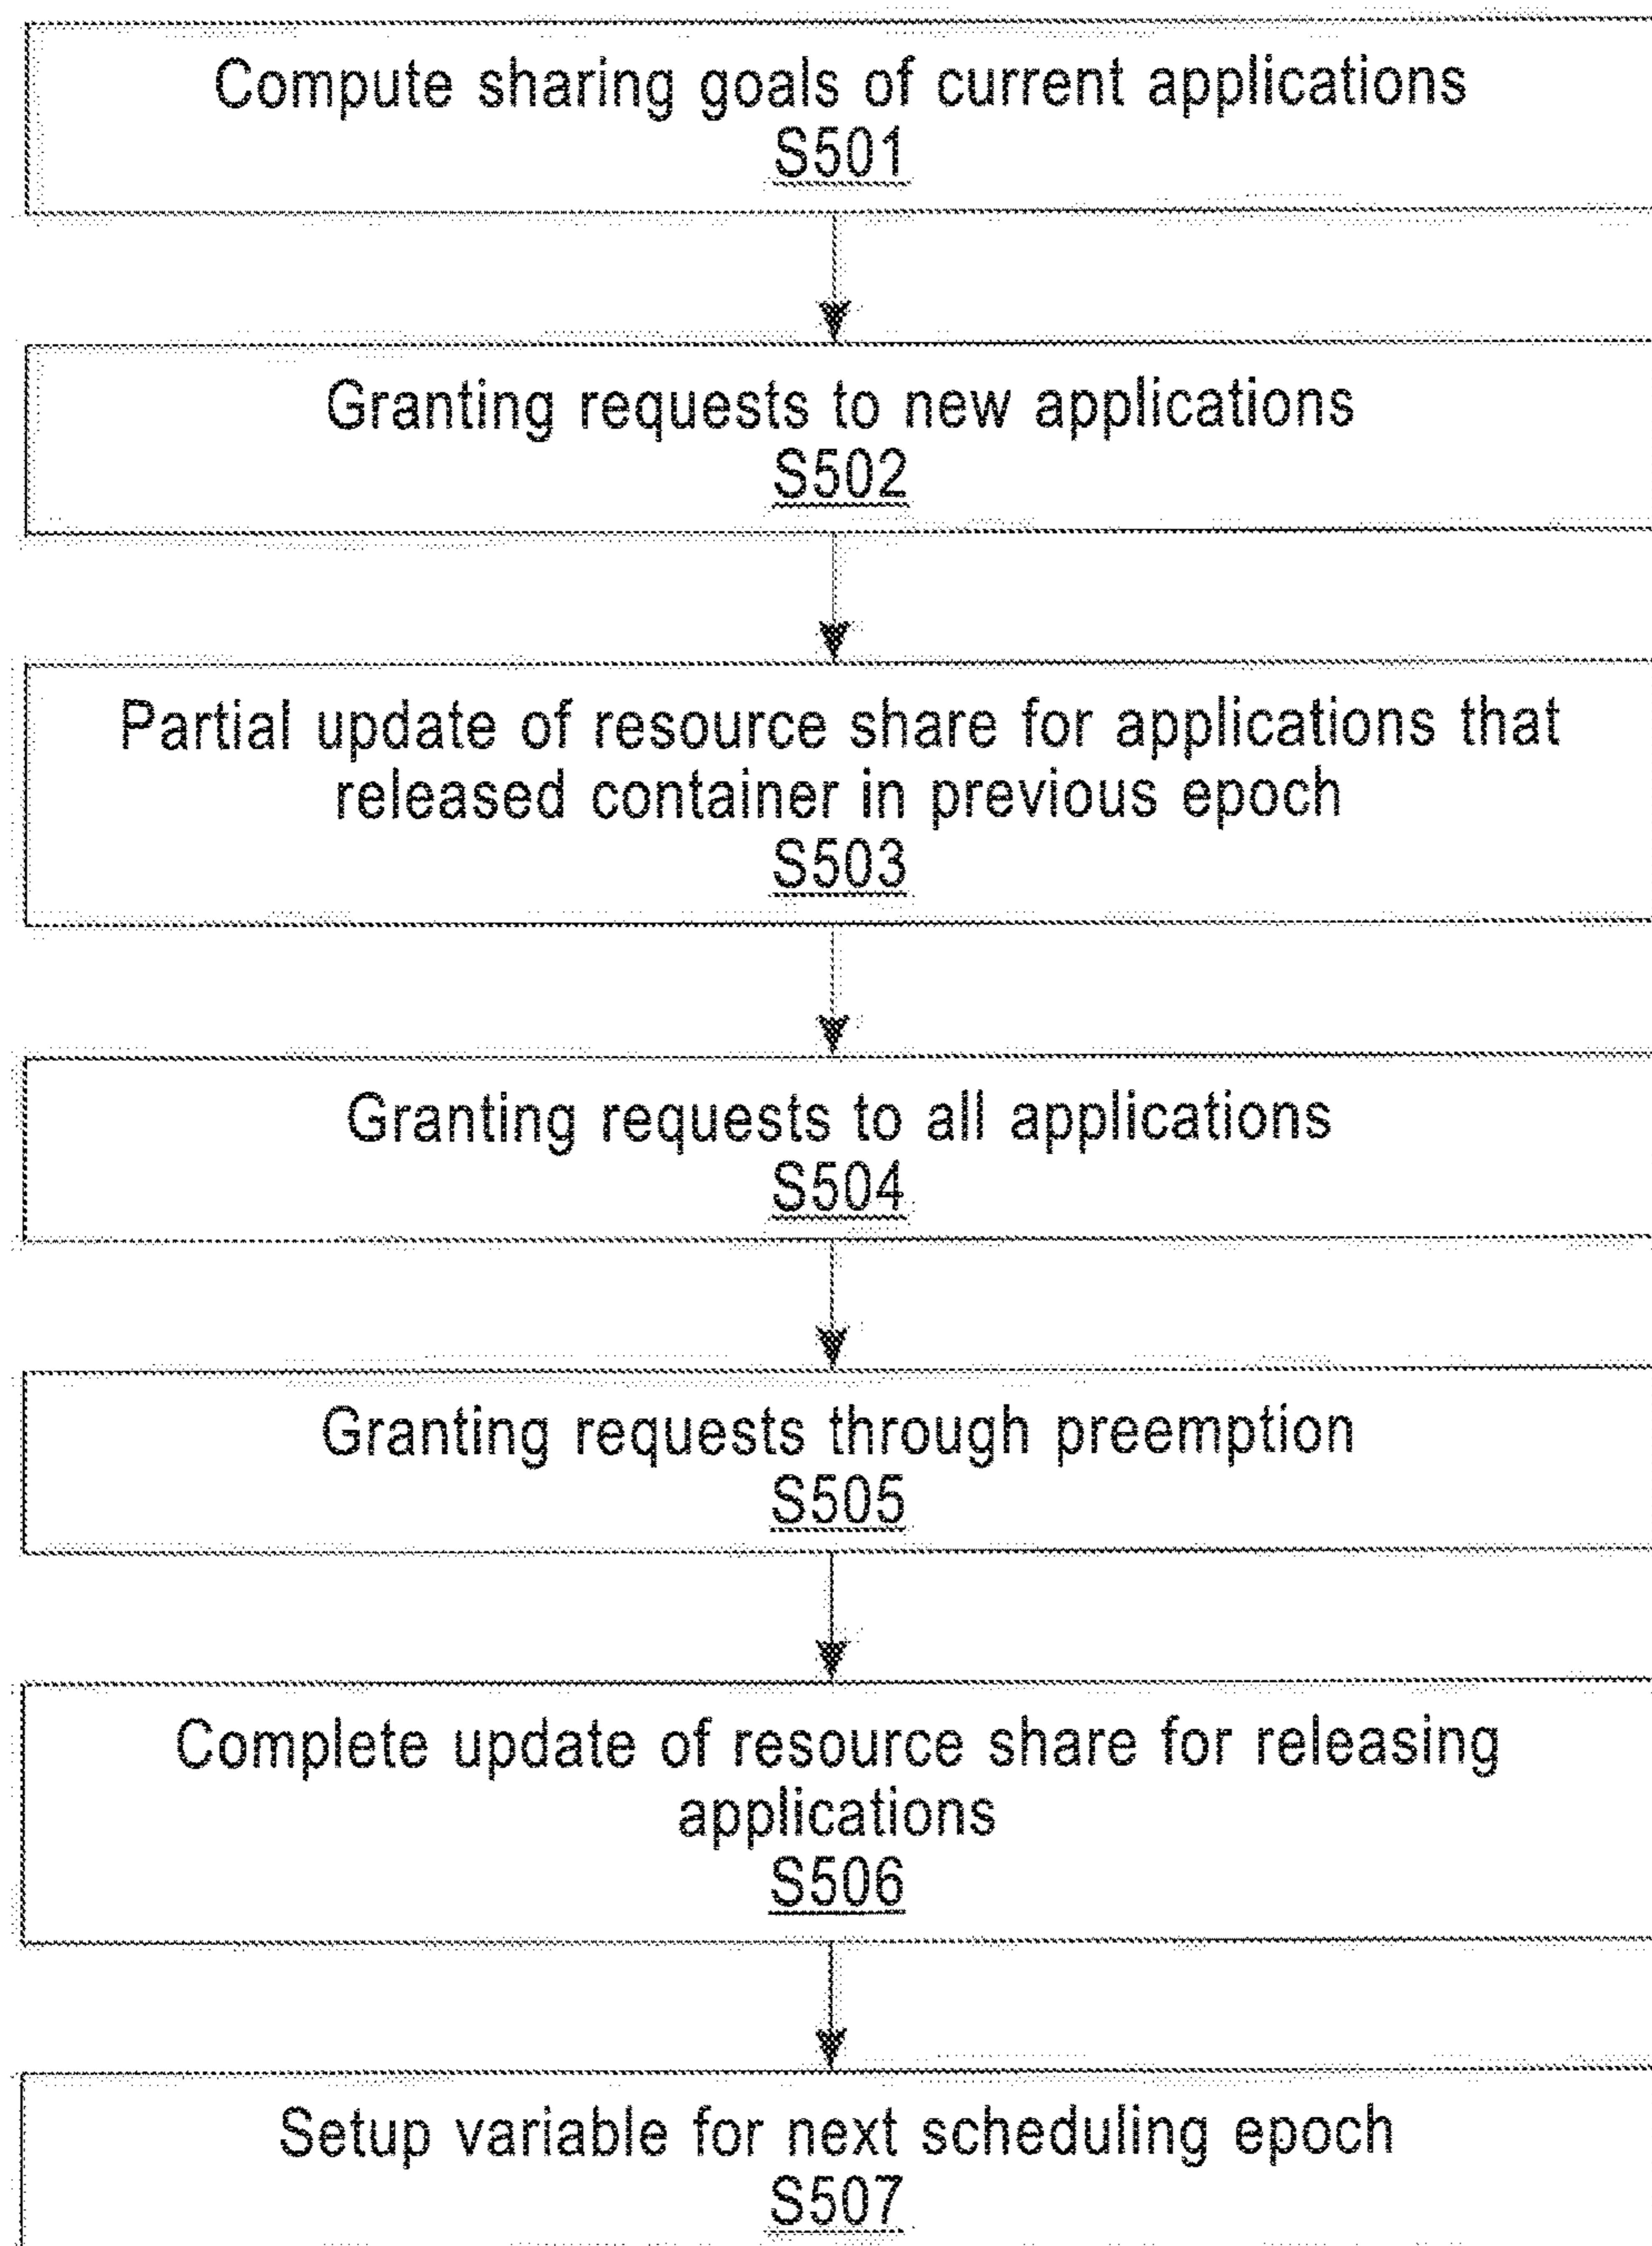 Compute sharing goals of current applications
S501
Granting requests to new applications
S502
Partial update of resource share for applications that
released container in previous epoch
S503
Granting requests to all applications
S504
Granting requests through preemption
S505
Complete update of resource share for releasing
applications
S506
Setup variable for next scheduling epoch
S507